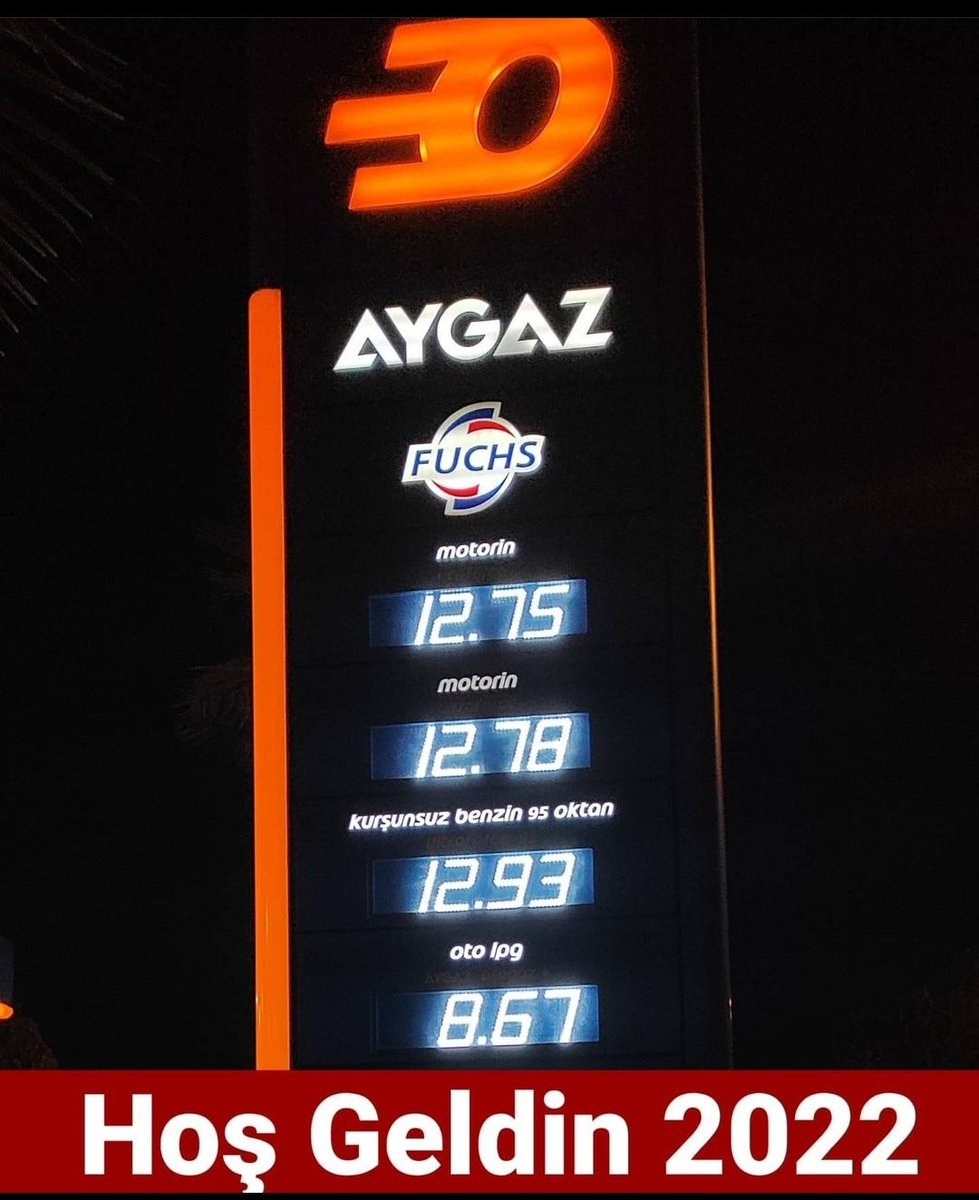 AYGAZ
FUCHS
motorin
12.75
motorin
12.78
kurşunsuz benzin 95 oktan
12.93
oto lpg
8.67
Hoş Geldin 2022